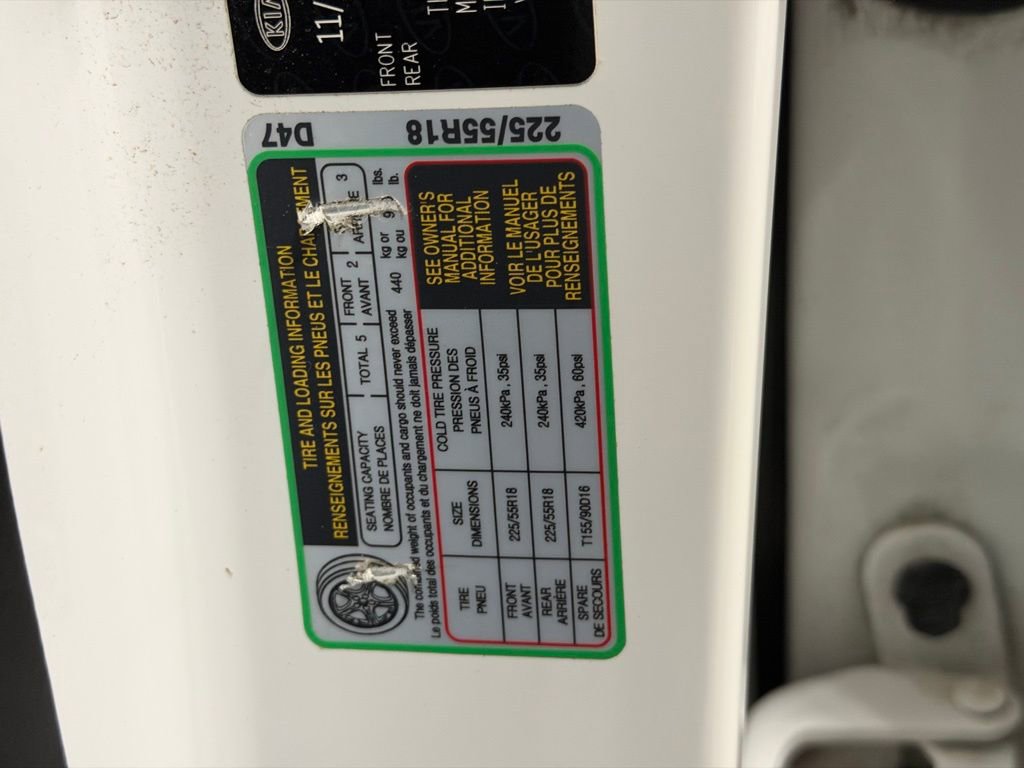 KIA
11/
FRONT
REAR
D47 225/55R18
TIRE AND LOADING INFORMATION
RENSEIGNEMENTS SUR LES PNEUS ET LE CHARGEMENT
SEATING CAPACITY
NOMBRE DE PLACES
TOTAL 5
FRONT
AVANT 2
3
The combined weight of occupants and cargo should never exceed 440 kg or lbs.
Le poids total des occupants et du chargement ne doit jamais dépasser kg ou lb.
TIRE
PNEU
SIZE
DIMENSIONS
COLD TIRE PRESSURE
PRESSION DES
PNEUS À FROID
FRONT
AVANT
225/55R18
240kPa, 35psi
REAR
ARRIÈRE
225/55R18
240kPa, 35psi
SPARE
DE SECOURS
T155/90D16
420kPa, 60psi
SEE OWNER'S
MANUAL FOR
ADDITIONAL
INFORMATION
VOIR LE MANUEL
DE L'USAGER
POUR PLUS DE
RENSEIGNEMENTS